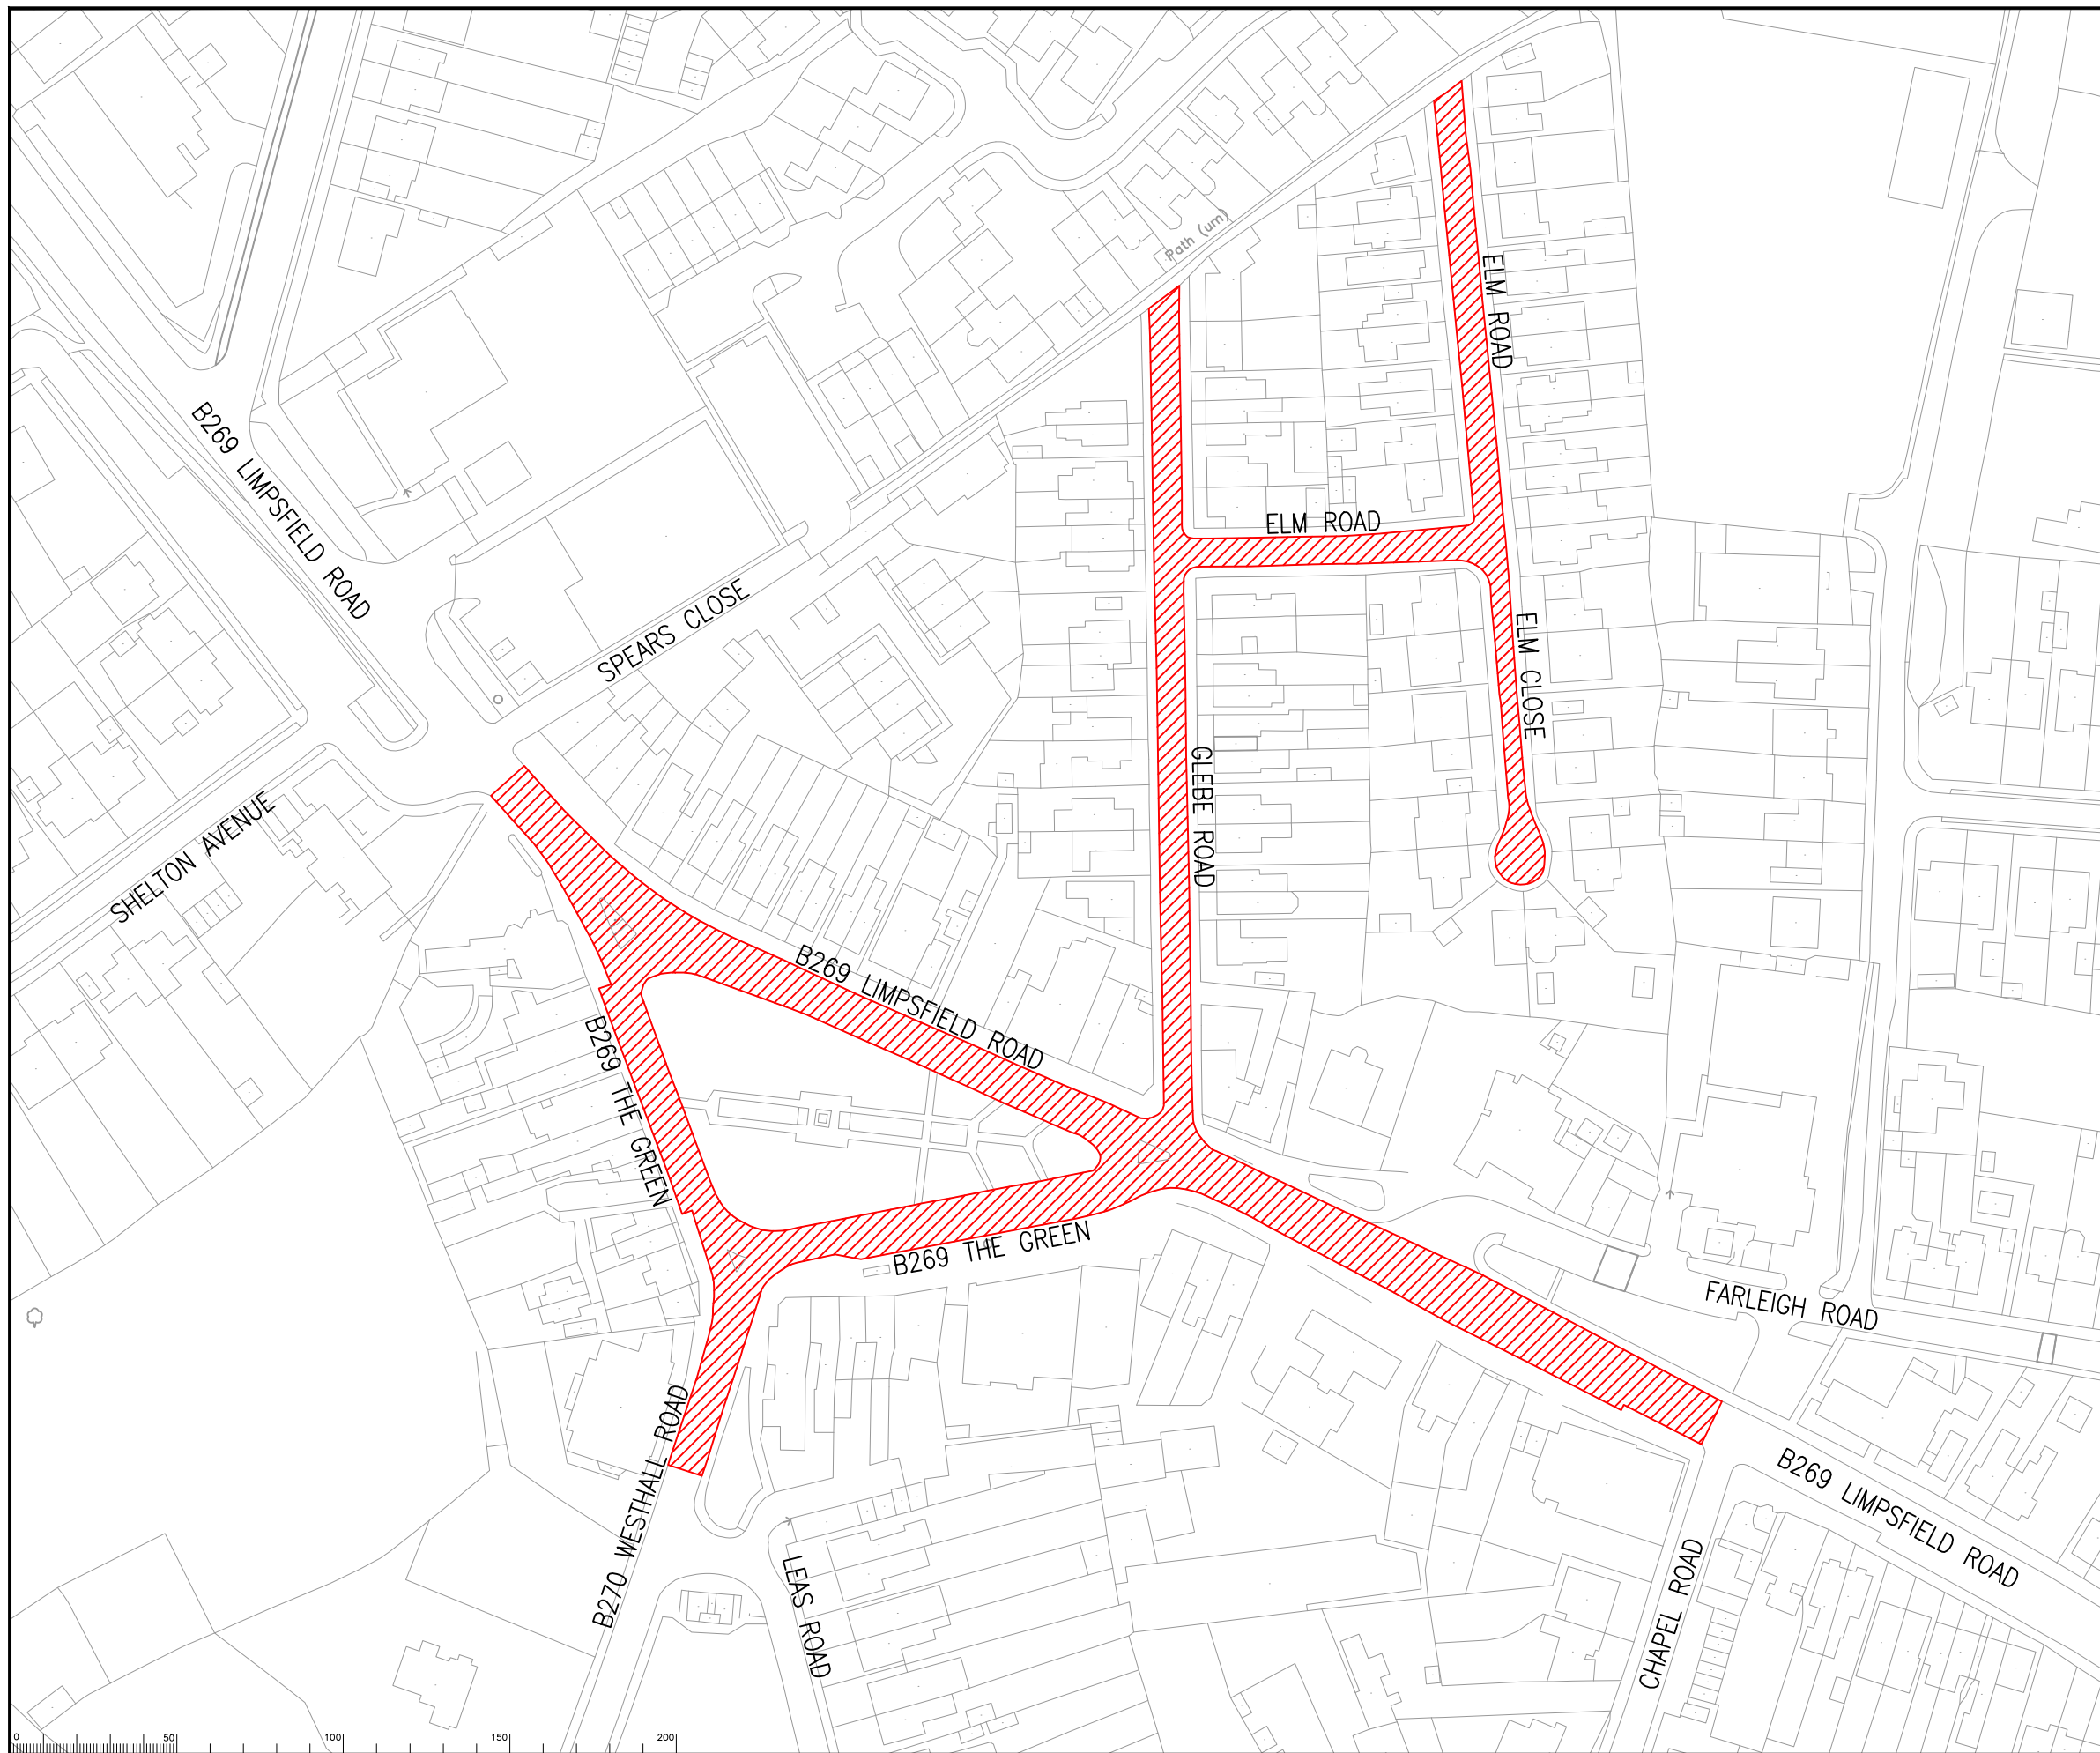 Path (um)
ELM ROAD
B269 LIMPSFIELD ROAD
ELM ROAD
SPEARS CLOSE
ELM CLOSE
GLEBE ROAD
SHELTON AVENUE
B269 LIMPSFIELD ROAD
B269 THE GREEN
B269 THE GREEN
FARLEIGH ROAD
B270 WESTHALL ROAD
B269 LIMPSFIELD ROAD
LEAS ROAD
CHAPEL ROAD
0 50 100 150 200